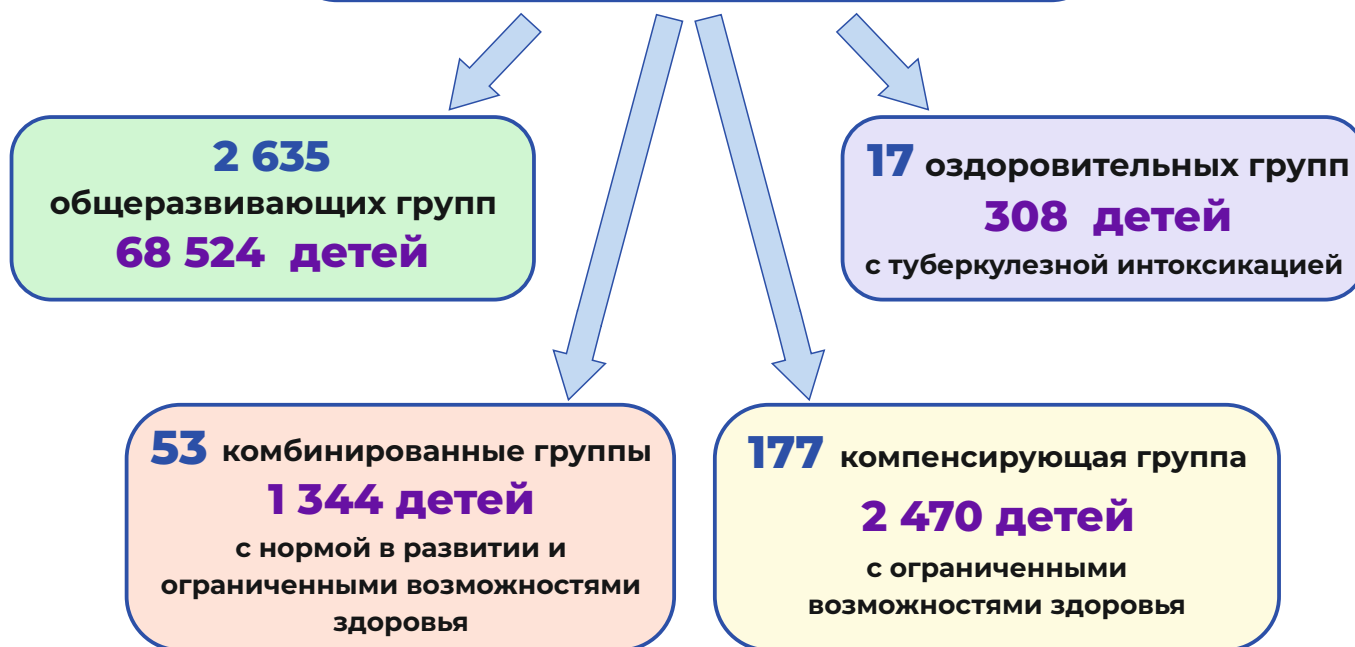 2 635
общеразвивающих групп
68 524 детей
17 оздоровительных групп
308 детей
с туберкулезной интоксикацией
53 комбинированные группы
1 344 детей
с нормой в развитии и
ограниченными возможностями
здоровья
177 компенсирующая группа
2 470 детей
с ограниченными
возможностями здоровья